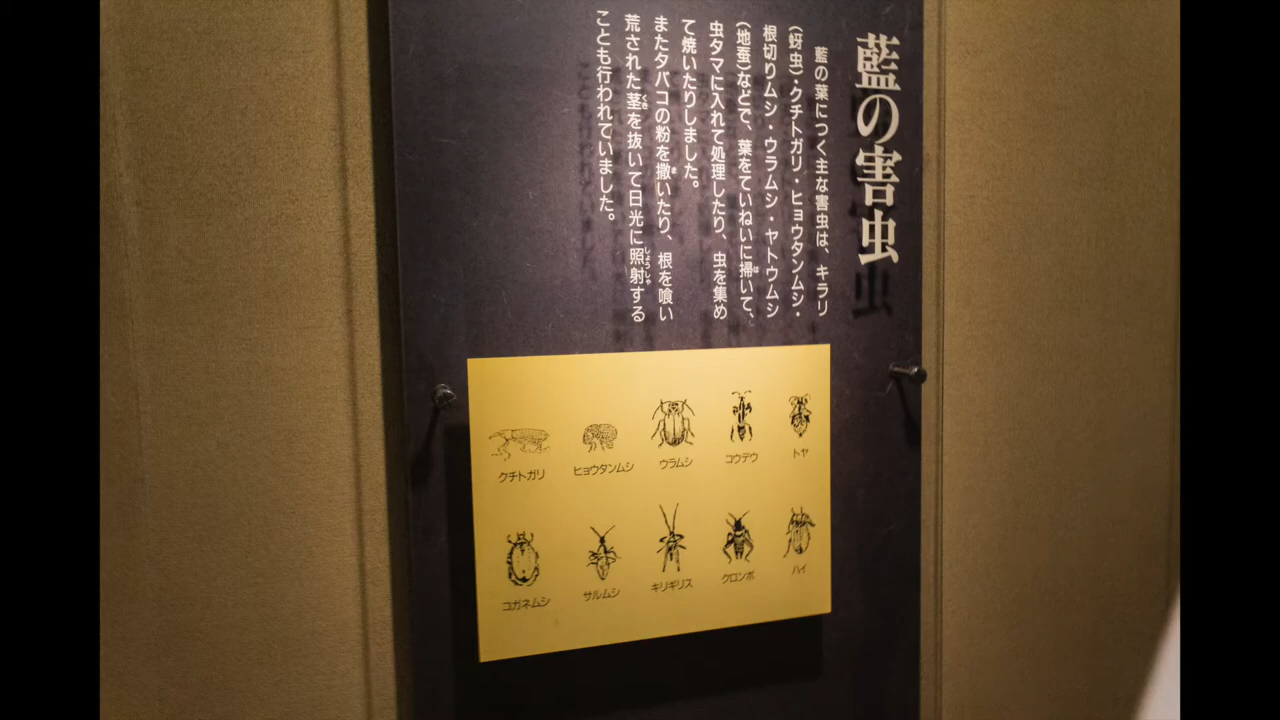 藍の害虫
藍の葉につく主な害虫は、キラリ
(蚜虫)・クチトガリ・ヒョウタンムシ・
根切りムシ・ウラムシ・ヤトウムシ
(地蚕)などで、葉をていねいに掃いて、
虫タマに入れて処理したり、虫を集め
て焼いたりしました。
またタバコの粉を撒いたり、根を喰い
荒された茎を抜いて日光に照射する
ことも行われていました。
トヤ
コウデウ
ウラムシ
ヒョウタンムシ
クチトガリ
ハイ
クロンボ
キリギリス
サルムシ
コガネムシ